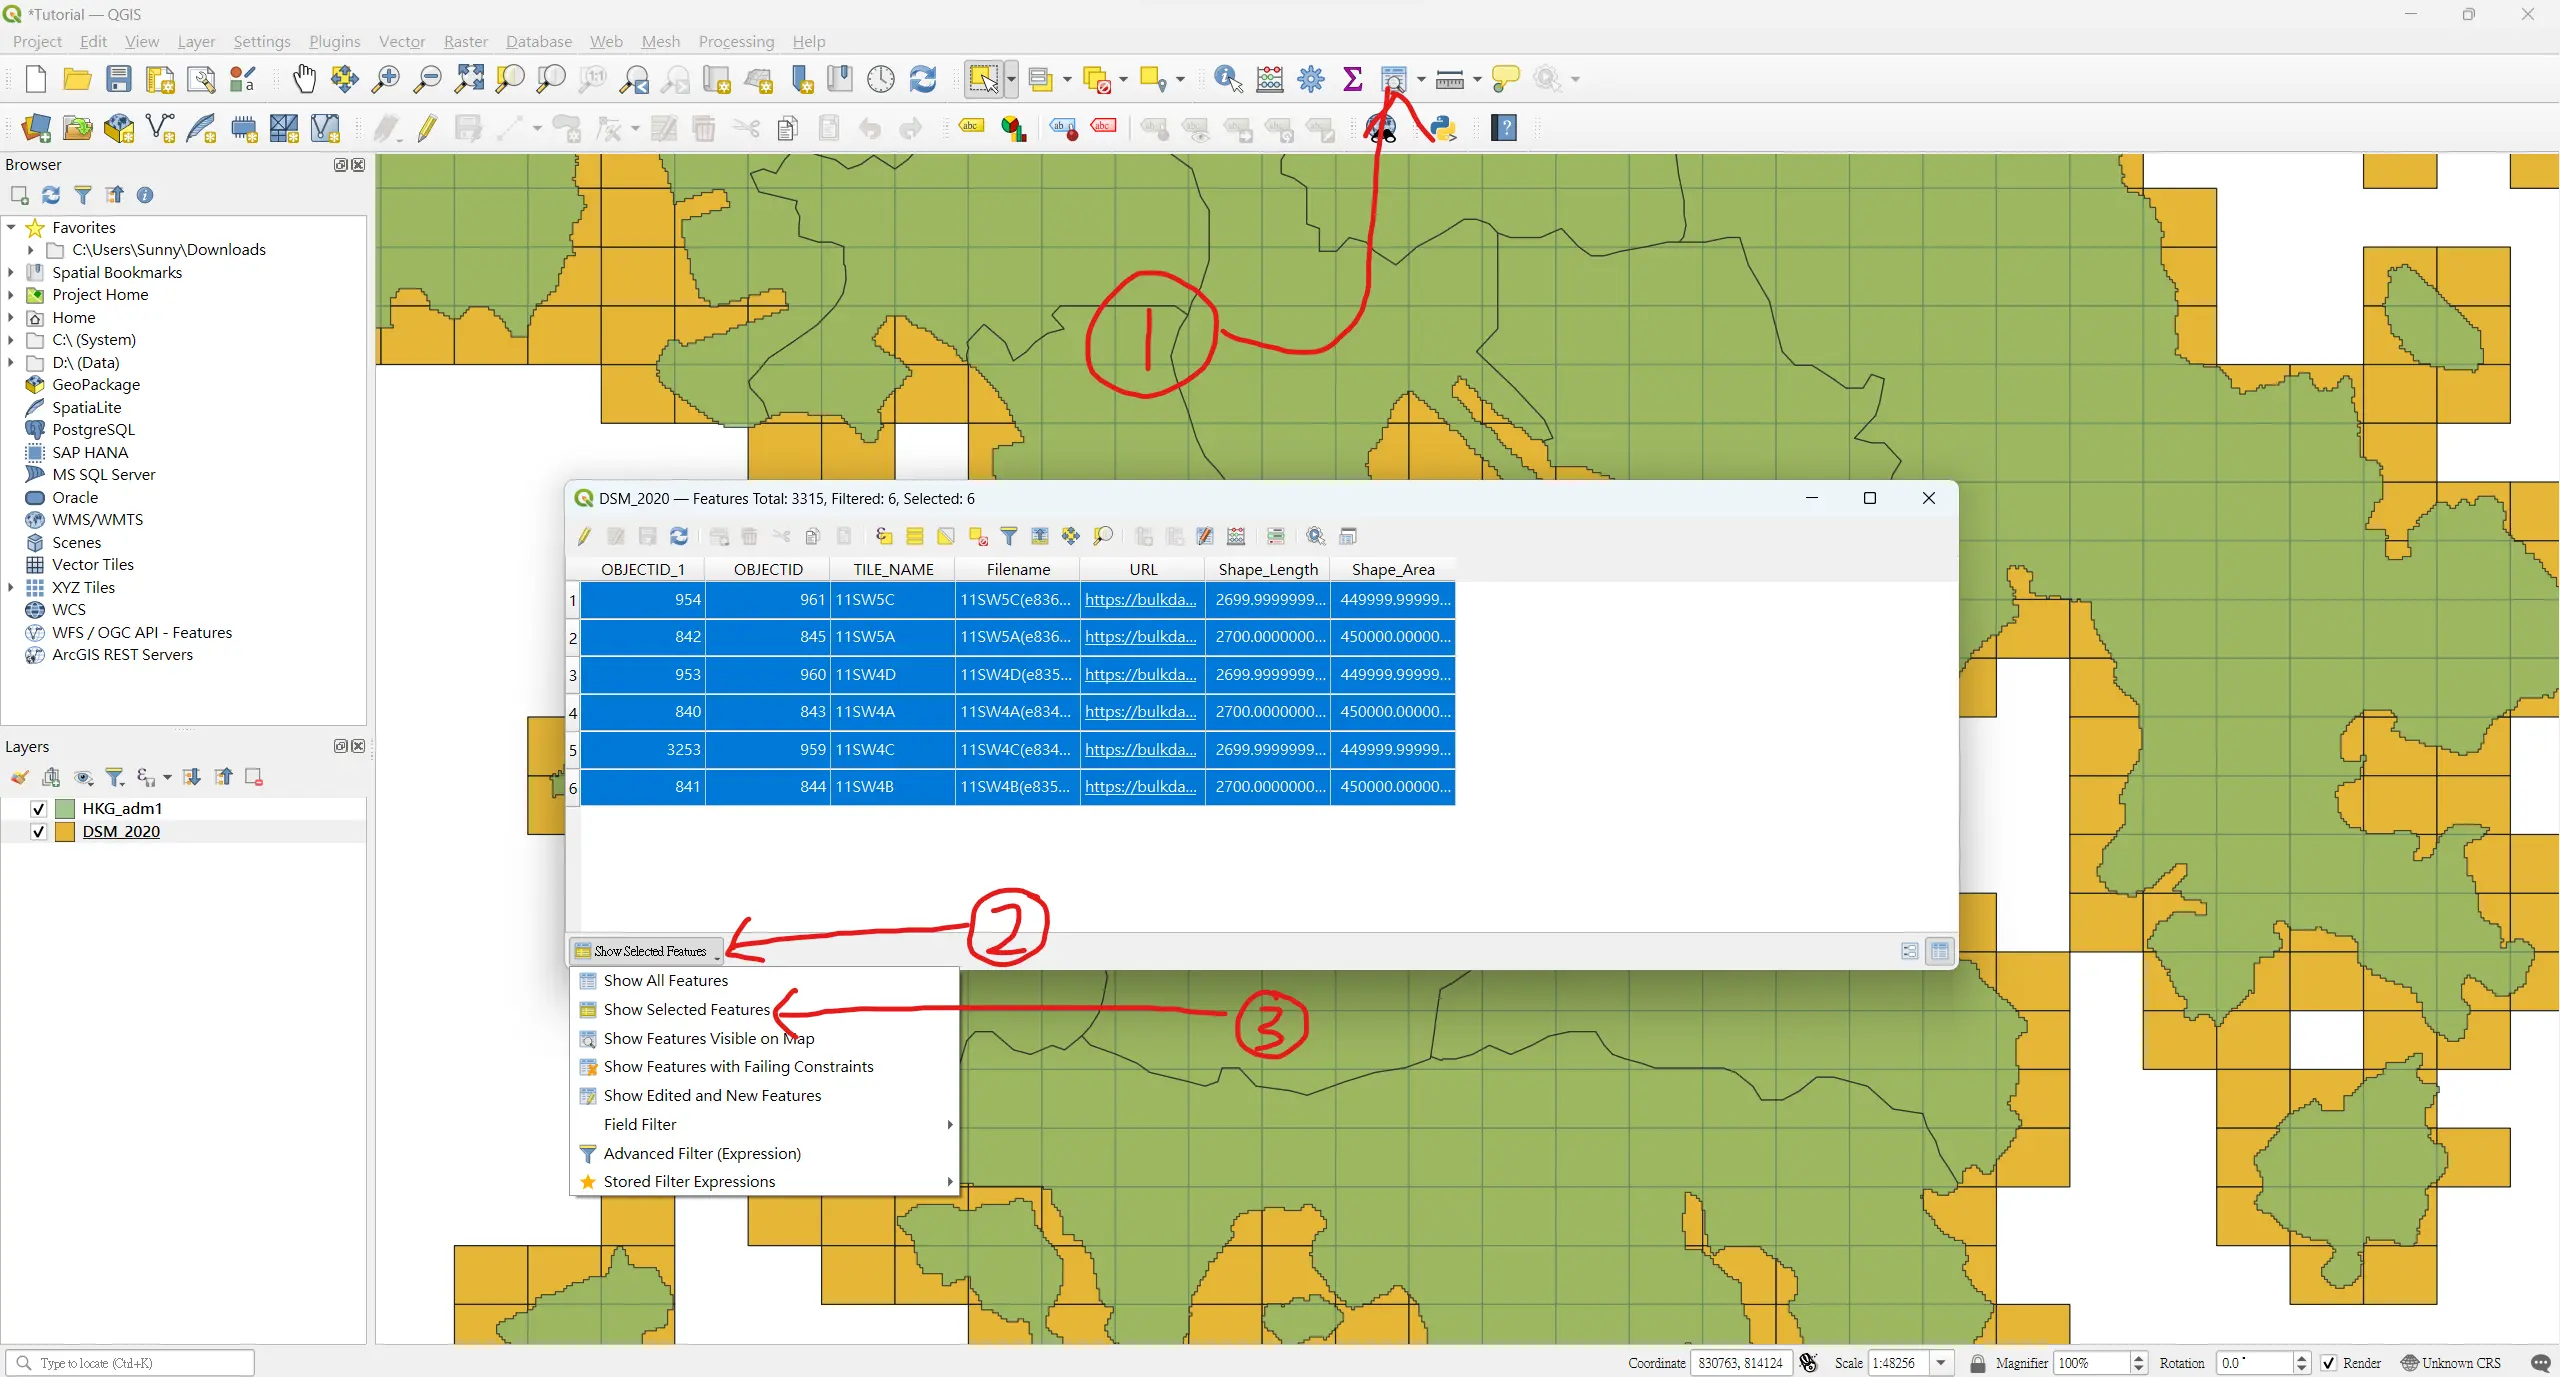 *Tutorial — QGIS
Project Edit View Layer Settings Plugins Vector Raster Database Web Mesh Processing Help
Browser
Favorites
C:\Users\Sunny\Downloads
Spatial Bookmarks
Project Home
Home
C:\ (System)
D:\ (Data)
GeoPackage
SpatiaLite
PostgreSQL
SAP HANA
MS SQL Server
Oracle
WMS/WMTS
Scenes
Vector Tiles
XYZ Tiles
WCS
WFS / OGC API - Features
ArcGIS REST Servers
Layers
HKG_adm1
DSM_2020
1
DSM_2020 — Features Total: 3315, Filtered: 6, Selected: 6
OBJECTID_1 OBJECTID TILE_NAME Filename URL Shape_Length Shape_Area
1 954 961 11SW5C 11SW5C(e836... https://bulkda... 2699.9999999... 449999.99999...
2 842 845 11SW5A 11SW5A(e836... https://bulkda... 2700.0000000... 450000.00000...
3 953 960 11SW4D 11SW4D(e835... https://bulkda... 2699.9999999... 449999.99999...
4 840 843 11SW4A 11SW4A(e834... https://bulkda... 2700.0000000... 450000.00000...
5 3253 959 11SW4C 11SW4C(e834... https://bulkda... 2699.9999999... 449999.99999...
6 841 844 11SW4B 11SW4B(e835... https://bulkda... 2700.0000000... 450000.00000...
2
Show Selected Features
Show All Features
Show Selected Features
3
Show Features Visible on Map
Show Features with Failing Constraints
Show Edited and New Features
Field Filter
Advanced Filter (Expression)
Stored Filter Expressions
Type to locate (Ctrl+K)
Coordinate 830763, 814124 Scale 1:48256 Magnifier 100% Rotation 0.0 ° Render Unknown CRS